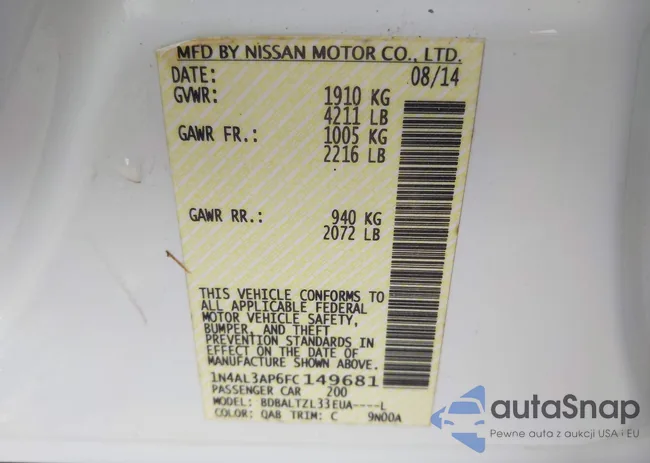 MFD BY NISSAN MOTOR CO., LTD.
DATE: 08/14
GVWR: 1910 KG
4211 LB
GAWR FR.: 1005 KG
2216 LB
GAWR RR.: 940 KG
2072 LB
THIS VEHICLE CONFORMS TO
ALL APPLICABLE FEDERAL
MOTOR VEHICLE SAFETY,
BUMPER, AND THEFT
PREVENTION STANDARDS IN
EFFECT ON THE DATE OF
MANUFACTURE SHOWN ABOVE.
1N4AL3AP6FC149681
PASSENGER CAR 200
MODEL: BDBALTZL33EUA----L
COLOR: QAB TRIM: C 9N00A
autoSnap
Pewne auto z aukcji USA i EU